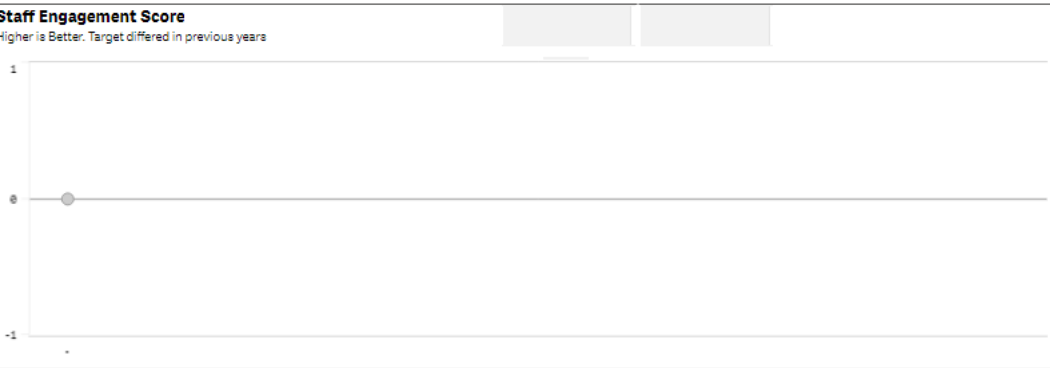 Staff Engagement Score
Higher is Better. Target differed in previous years
1
0
-1
-